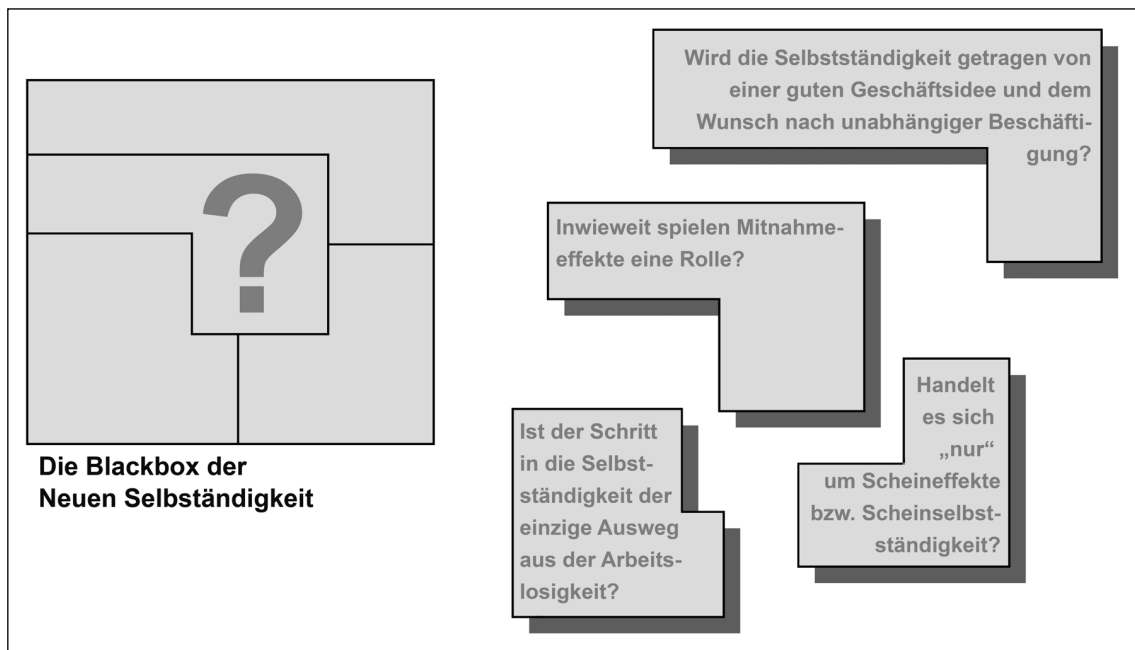 ?
Die Blackbox der
Neuen Selbständigkeit
Wird die Selbstständigkeit getragen von
einer guten Geschäftsidee und dem
Wunsch nach unabhängiger Beschäfti-
gung?
Inwieweit spielen Mitnahme-
effekte eine Rolle?
Ist der Schritt
in die Selbst-
ständigkeit der
einzige Ausweg
aus der Arbeits-
losigkeit?
Handelt
es sich
„nur“
um Scheineffekte
bzw. Scheinselbst-
ständigkeit?